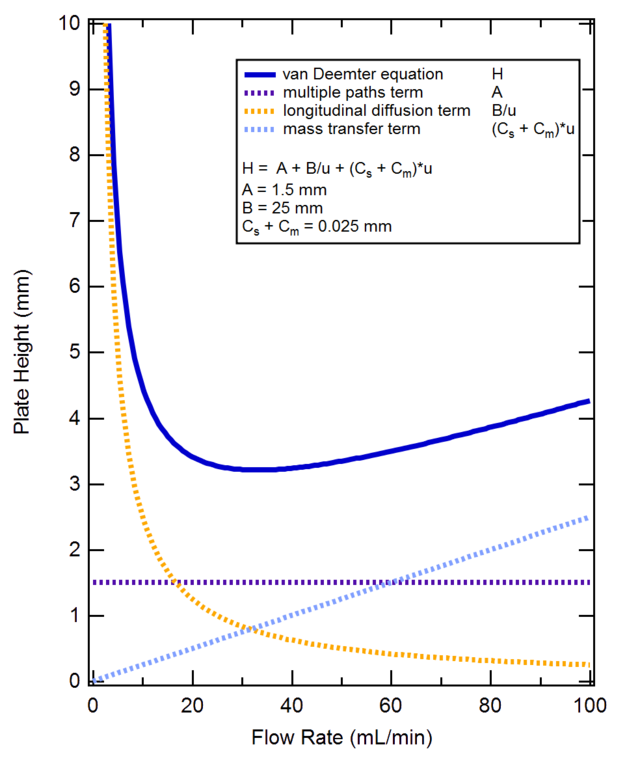 10
9
8
7
6
5
4
3
2
1
0
Plate Height (mm)
van Deemter equation H
multiple paths term A
longitudinal diffusion term B/u
mass transfer term (Cs + Cm)*u
H = A + B/u + (Cs + Cm)*u
A = 1.5 mm
B = 25 mm
Cs + Cm = 0.025 mm
0 20 40 60 80 100
Flow Rate (mL/min)